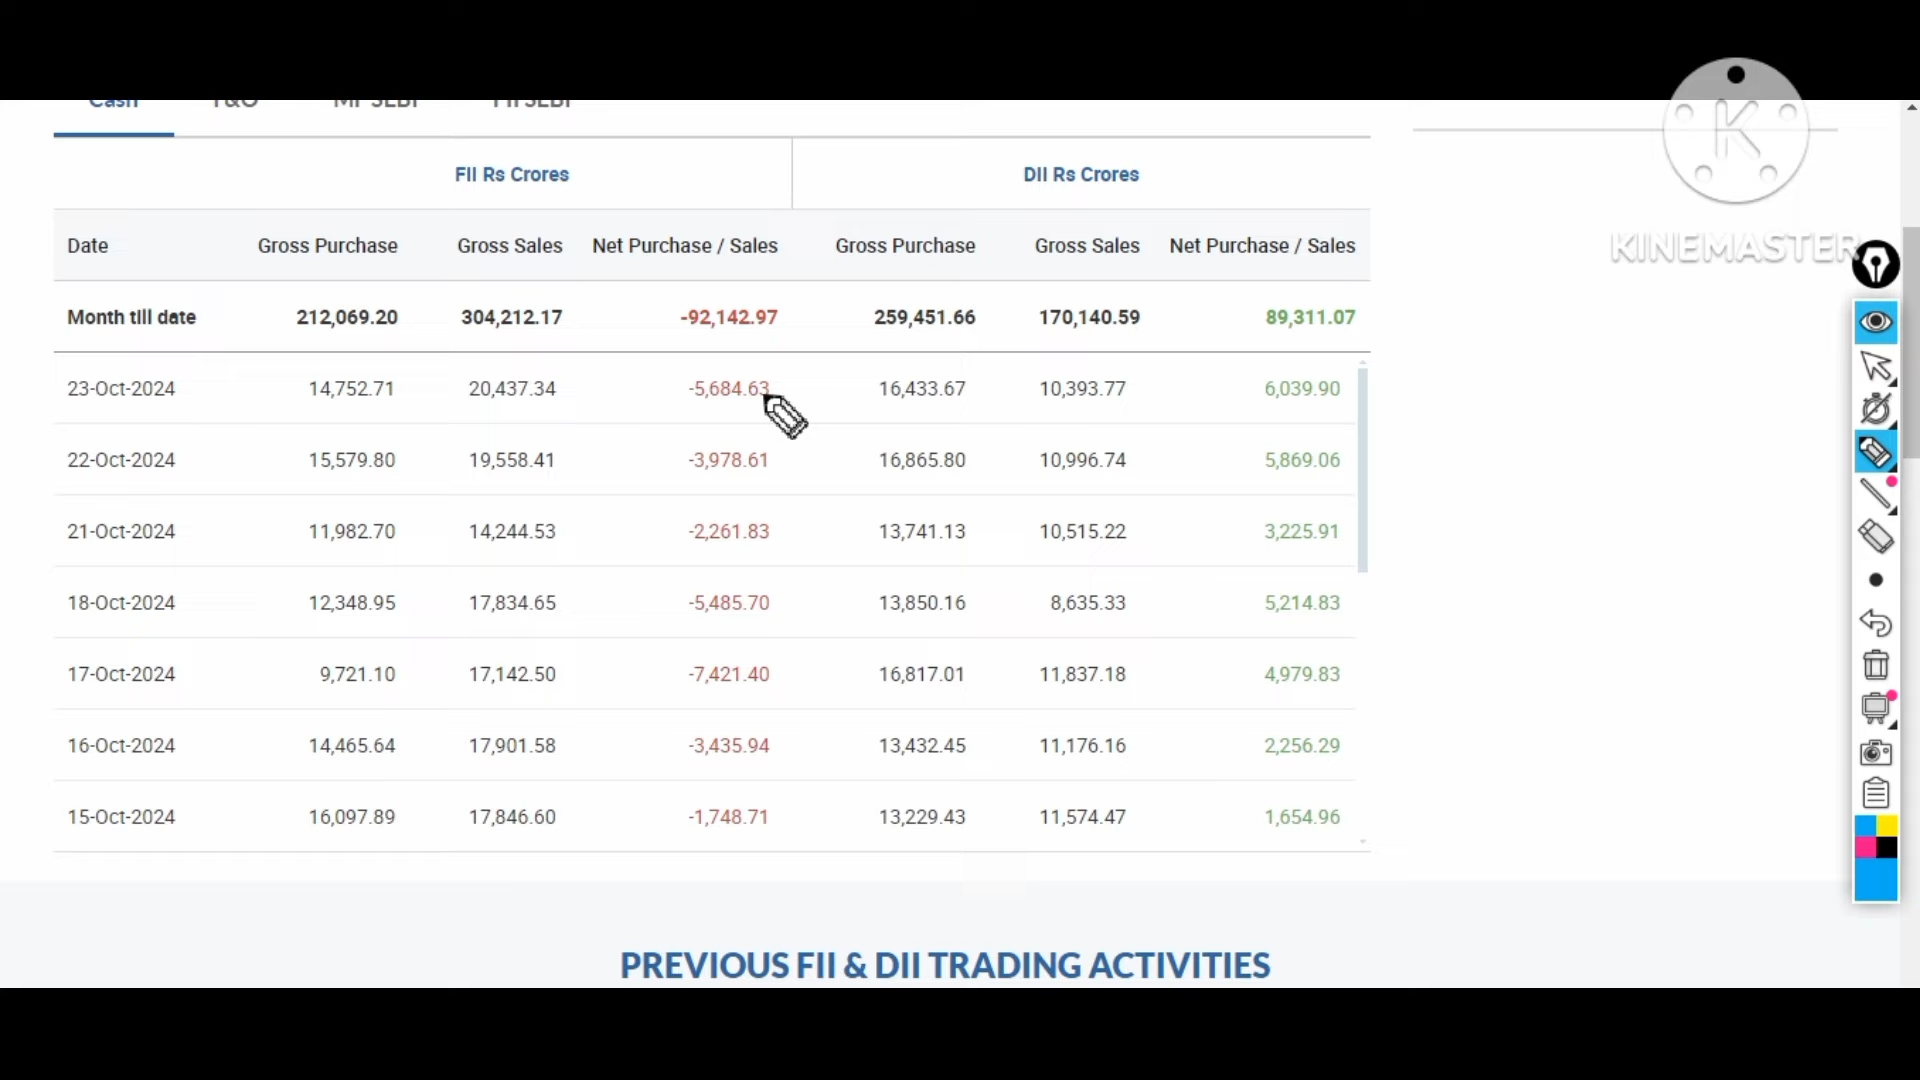 Cash F&O MF SEBI FII SEBI
K
KINEMASTER
FII Rs Crores DII Rs Crores
Date Gross Purchase Gross Sales Net Purchase / Sales Gross Purchase Gross Sales Net Purchase / Sales
Month till date 212,069.20 304,212.17 -92,142.97 259,451.66 170,140.59 89,311.07
23-Oct-2024 14,752.71 20,437.34 -5,684.63 16,433.67 10,393.77 6,039.90
22-Oct-2024 15,579.80 19,558.41 -3,978.61 16,865.80 10,996.74 5,869.06
21-Oct-2024 11,982.70 14,244.53 -2,261.83 13,741.13 10,515.22 3,225.91
18-Oct-2024 12,348.95 17,834.65 -5,485.70 13,850.16 8,635.33 5,214.83
17-Oct-2024 9,721.10 17,142.50 -7,421.40 16,817.01 11,837.18 4,979.83
16-Oct-2024 14,465.64 17,901.58 -3,435.94 13,432.45 11,176.16 2,256.29
15-Oct-2024 16,097.89 17,846.60 -1,748.71 13,229.43 11,574.47 1,654.96
PREVIOUS FII & DII TRADING ACTIVITIES